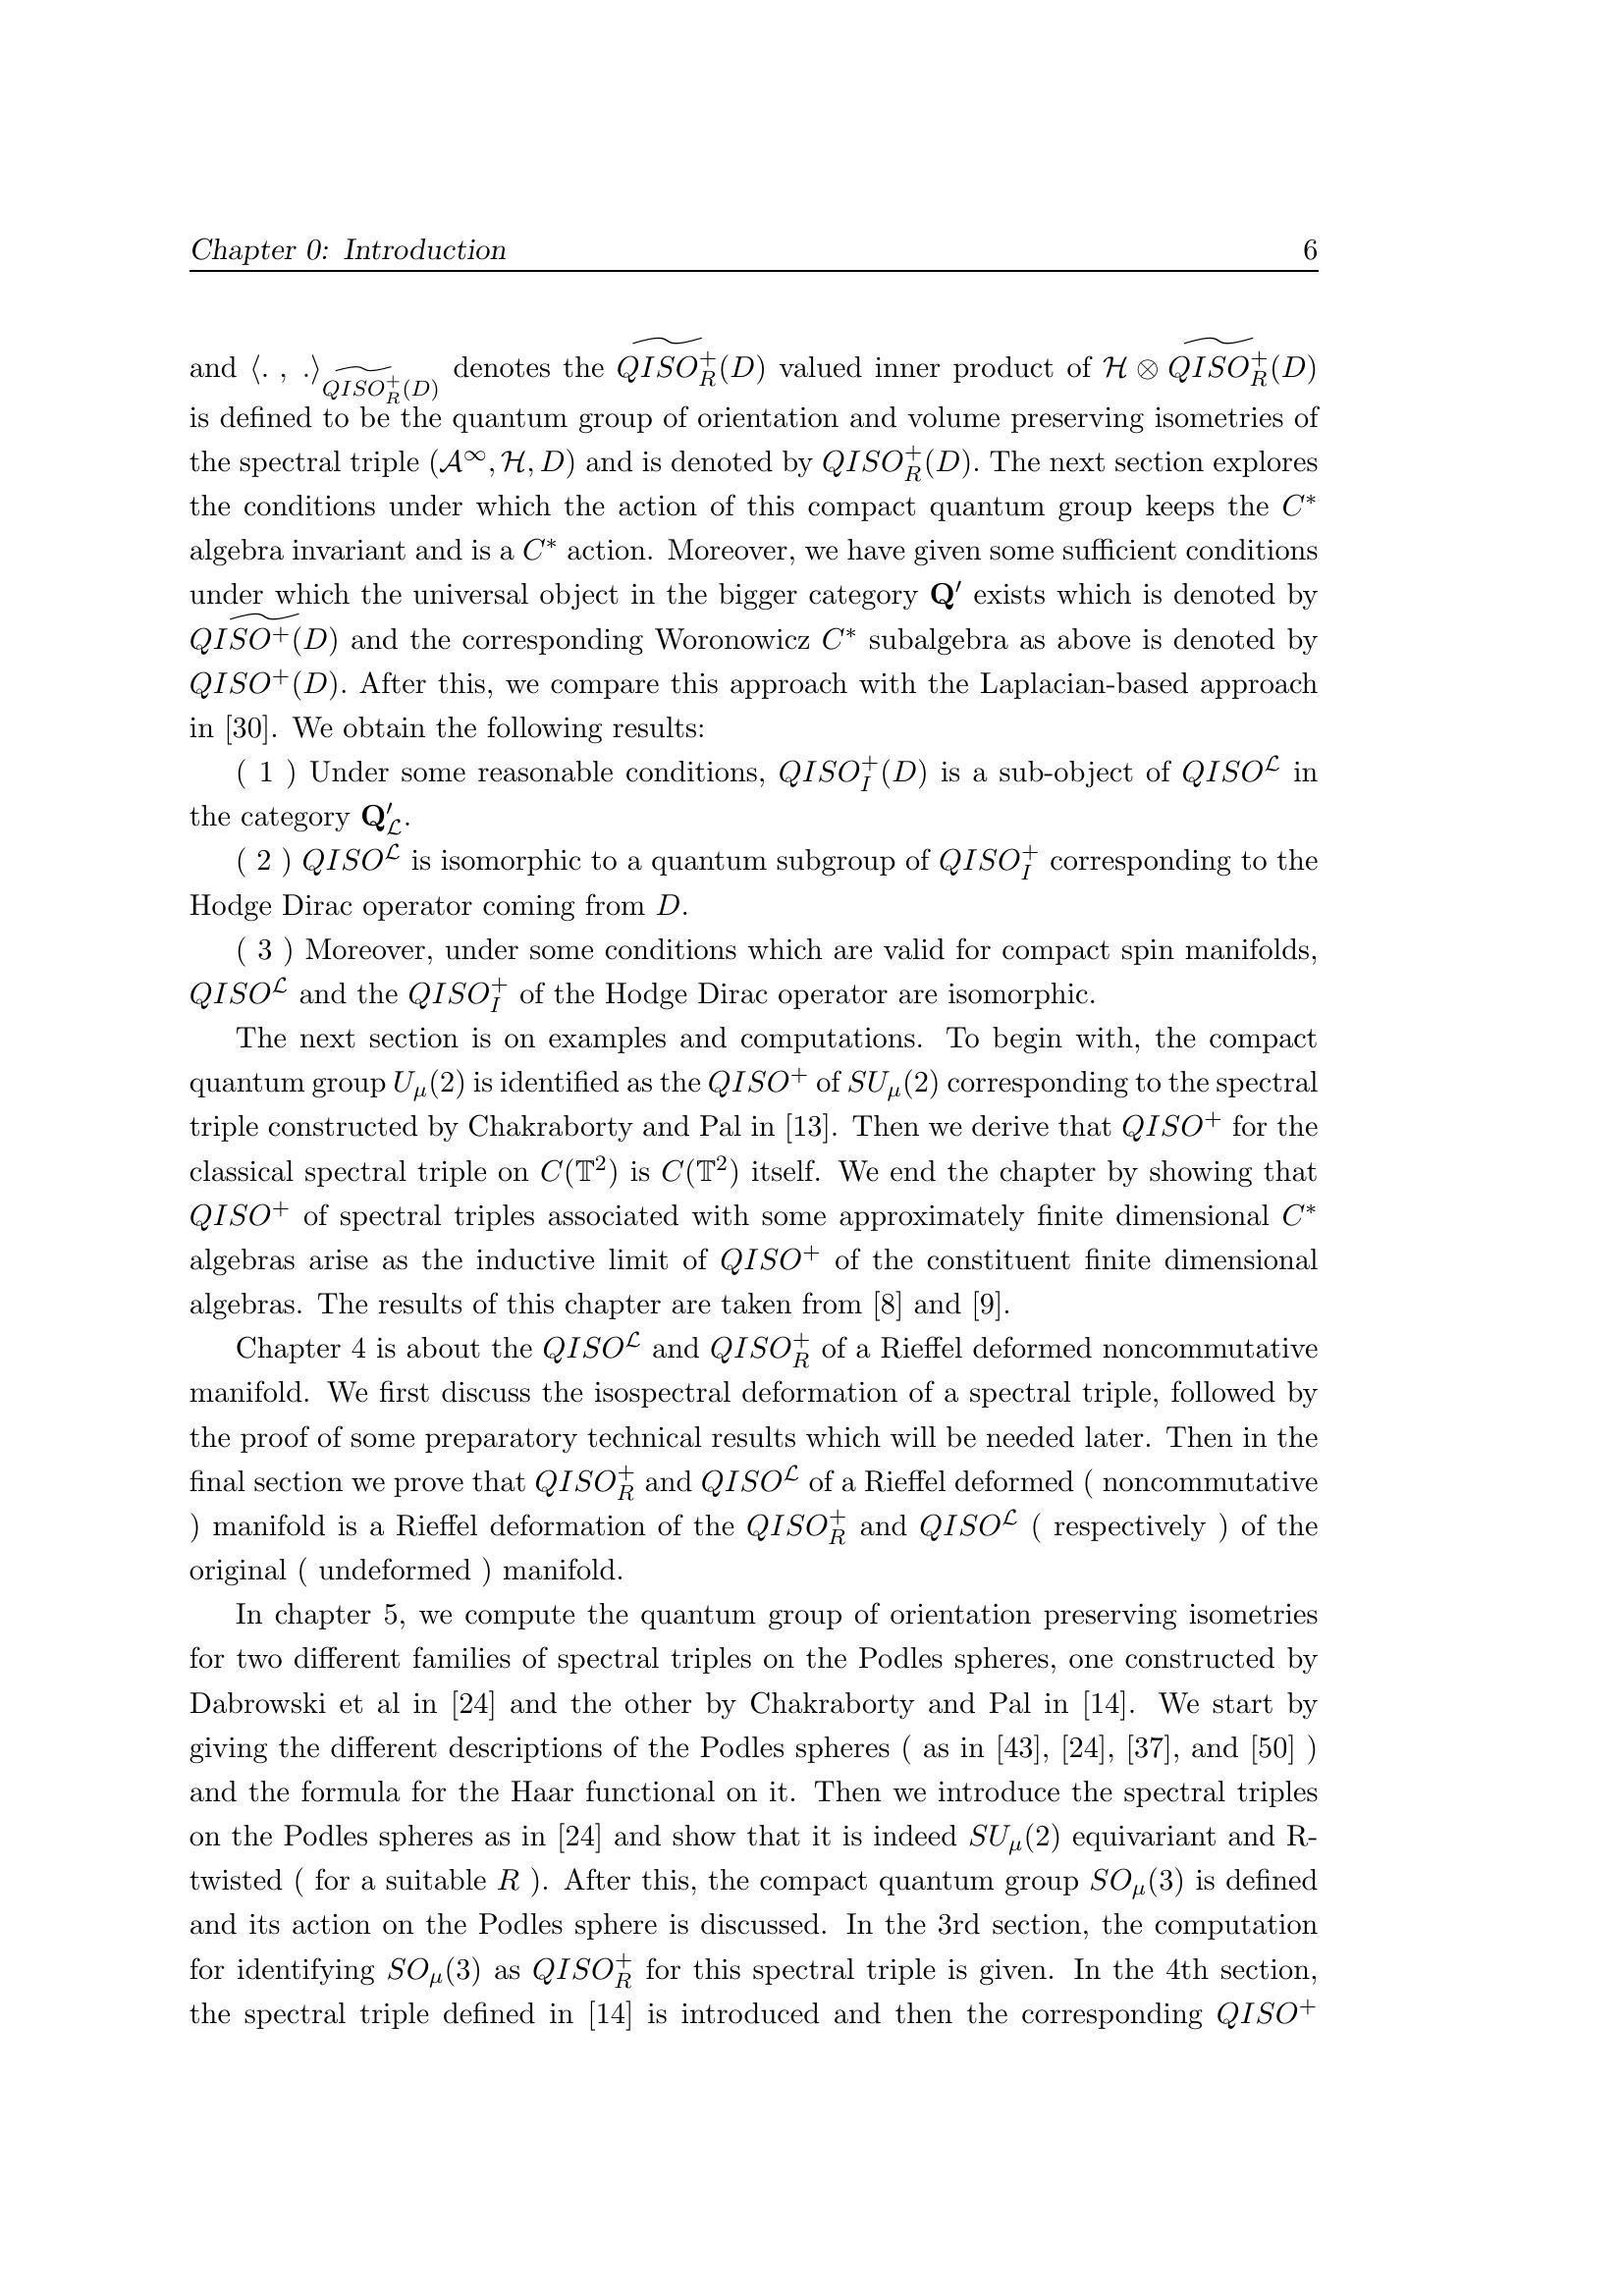 Chapter 0: Introduction 6
and $\langle . \, , \, . \rangle_{\widetilde{QISO_R^+(D)}}$ denotes the $\widetilde{QISO_R^+(D)}$ valued inner product of $\mathcal{H} \otimes \widetilde{QISO_R^+(D)}$
is defined to be the quantum group of orientation and volume preserving isometries of
the spectral triple $(\mathcal{A}^\infty, \mathcal{H}, D)$ and is denoted by $QISO_R^+(D)$. The next section explores
the conditions under which the action of this compact quantum group keeps the $C^*$
algebra invariant and is a $C^*$ action. Moreover, we have given some sufficient conditions
under which the universal object in the bigger category $\mathbf{Q}'$ exists which is denoted by
$\widetilde{QISO^+(D)}$ and the corresponding Woronowicz $C^*$ subalgebra as above is denoted by
$QISO^+(D)$. After this, we compare this approach with the Laplacian-based approach
in [30]. We obtain the following results:
( 1 ) Under some reasonable conditions, $QISO_I^+(D)$ is a sub-object of $QISO^{\mathcal{L}}$ in
the category $\mathbf{Q}'_{\mathcal{L}}$.
( 2 ) $QISO^{\mathcal{L}}$ is isomorphic to a quantum subgroup of $QISO_I^+$ corresponding to the
Hodge Dirac operator coming from $D$.
( 3 ) Moreover, under some conditions which are valid for compact spin manifolds,
$QISO^{\mathcal{L}}$ and the $QISO_I^+$ of the Hodge Dirac operator are isomorphic.
The next section is on examples and computations. To begin with, the compact
quantum group $U_\mu(2)$ is identified as the $QISO^+$ of $SU_\mu(2)$ corresponding to the spectral
triple constructed by Chakraborty and Pal in [13]. Then we derive that $QISO^+$ for the
classical spectral triple on $C(\mathbb{T}^2)$ is $C(\mathbb{T}^2)$ itself. We end the chapter by showing that
$QISO^+$ of spectral triples associated with some approximately finite dimensional $C^*$
algebras arise as the inductive limit of $QISO^+$ of the constituent finite dimensional
algebras. The results of this chapter are taken from [8] and [9].
Chapter 4 is about the $QISO^{\mathcal{L}}$ and $QISO_R^+$ of a Rieffel deformed noncommutative
manifold. We first discuss the isospectral deformation of a spectral triple, followed by
the proof of some preparatory technical results which will be needed later. Then in the
final section we prove that $QISO_R^+$ and $QISO^{\mathcal{L}}$ of a Rieffel deformed ( noncommutative
) manifold is a Rieffel deformation of the $QISO_R^+$ and $QISO^{\mathcal{L}}$ ( respectively ) of the
original ( undeformed ) manifold.
In chapter 5, we compute the quantum group of orientation preserving isometries
for two different families of spectral triples on the Podles spheres, one constructed by
Dabrowski et al in [24] and the other by Chakraborty and Pal in [14]. We start by
giving the different descriptions of the Podles spheres ( as in [43], [24], [37], and [50] )
and the formula for the Haar functional on it. Then we introduce the spectral triples
on the Podles spheres as in [24] and show that it is indeed $SU_\mu(2)$ equivariant and R-
twisted ( for a suitable $R$ ). After this, the compact quantum group $SO_\mu(3)$ is defined
and its action on the Podles sphere is discussed. In the 3rd section, the computation
for identifying $SO_\mu(3)$ as $QISO_R^+$ for this spectral triple is given. In the 4th section,
the spectral triple defined in [14] is introduced and then the corresponding $QISO^+$